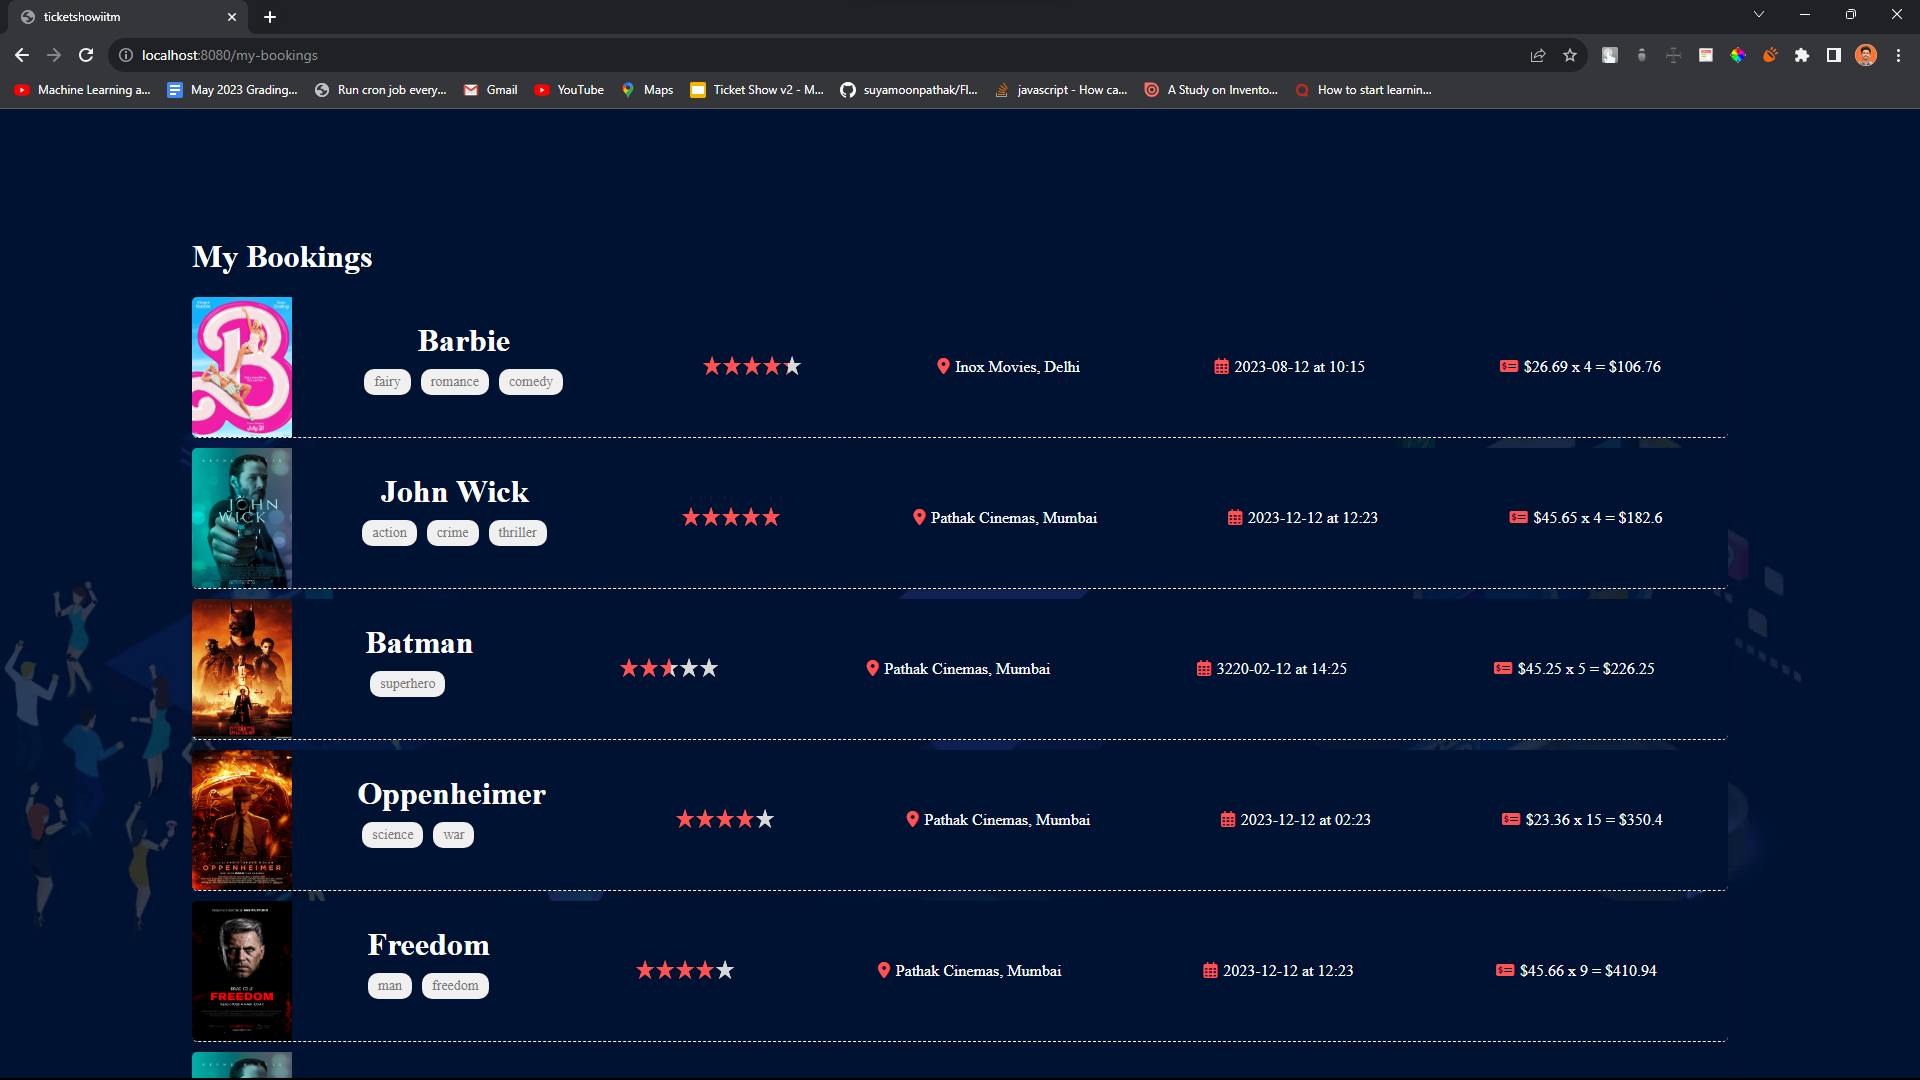 ticketshowiitm
localhost:8080/my-bookings
Machine Learning a... May 2023 Grading... Run cron job every... Gmail YouTube Maps Ticket Show v2 - M... suyamoonpathak/Fl... javascript - How ca... A Study on Invento... How to start learnin...
My Bookings
Barbie
fairy romance comedy
Inox Movies, Delhi 2023-08-12 at 10:15 $26.69 x 4 = $106.76
John Wick
action crime thriller
Pathak Cinemas, Mumbai 2023-12-12 at 12:23 $45.65 x 4 = $182.6
JOHN
WICK
Batman
superhero
Pathak Cinemas, Mumbai 3220-02-12 at 14:25 $45.25 x 5 = $226.25
Oppenheimer
science war
Pathak Cinemas, Mumbai 2023-12-12 at 02:23 $23.36 x 15 = $350.4
OPPENHEIMER
Freedom
man freedom
Pathak Cinemas, Mumbai 2023-12-12 at 12:23 $45.66 x 9 = $410.94
FREEDOM